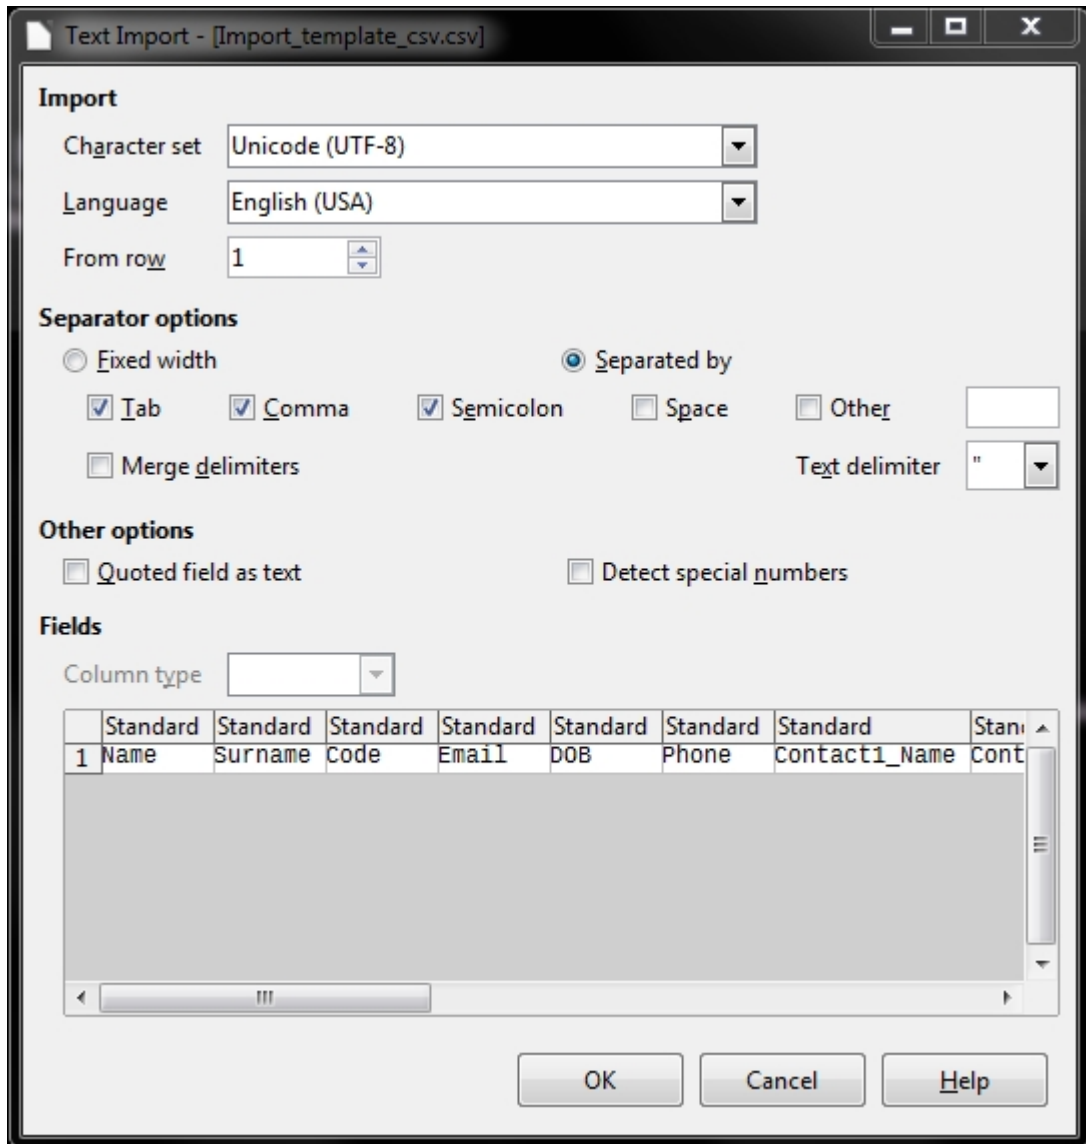 Text Import - [Import_template_csv.csv]
Import
Character set Unicode (UTF-8)
Language English (USA)
From row 1
Separator options
Fixed width Separated by
Tab Comma Semicolon Space Other
Merge delimiters Text delimiter "
Other options
Quoted field as text Detect special numbers
Fields
Column type
Standard Standard Standard Standard Standard Standard Standard Stan
1 Name Surname Code Email DOB Phone Contact1_Name Cont
OK Cancel Help